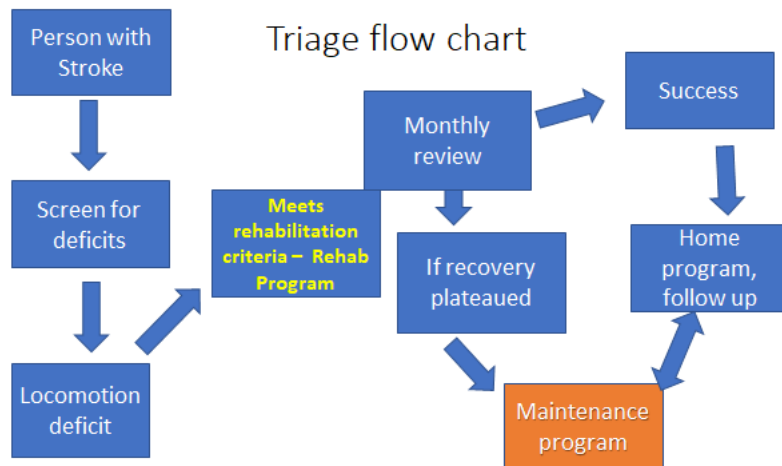 Triage flow chart
Person with
Stroke
Screen for
deficits
Locomotion
deficit
Meets
rehabilitation
criteria – Rehab
Program
Monthly
review
If recovery
plateaued
Success
Home
program,
follow up
Maintenance
program